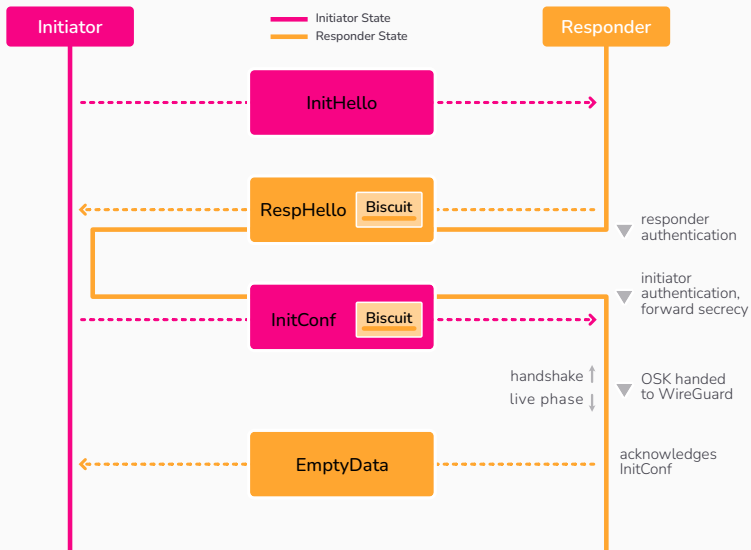 Initiator
Initiator State
Responder State
Responder
InitHello
RespHello
Biscuit
responder
authentication
initiator
authentication,
forward secrecy
InitConf
Biscuit
handshake
live phase
OSK handed
to WireGuard
EmptyData
acknowledges
InitConf